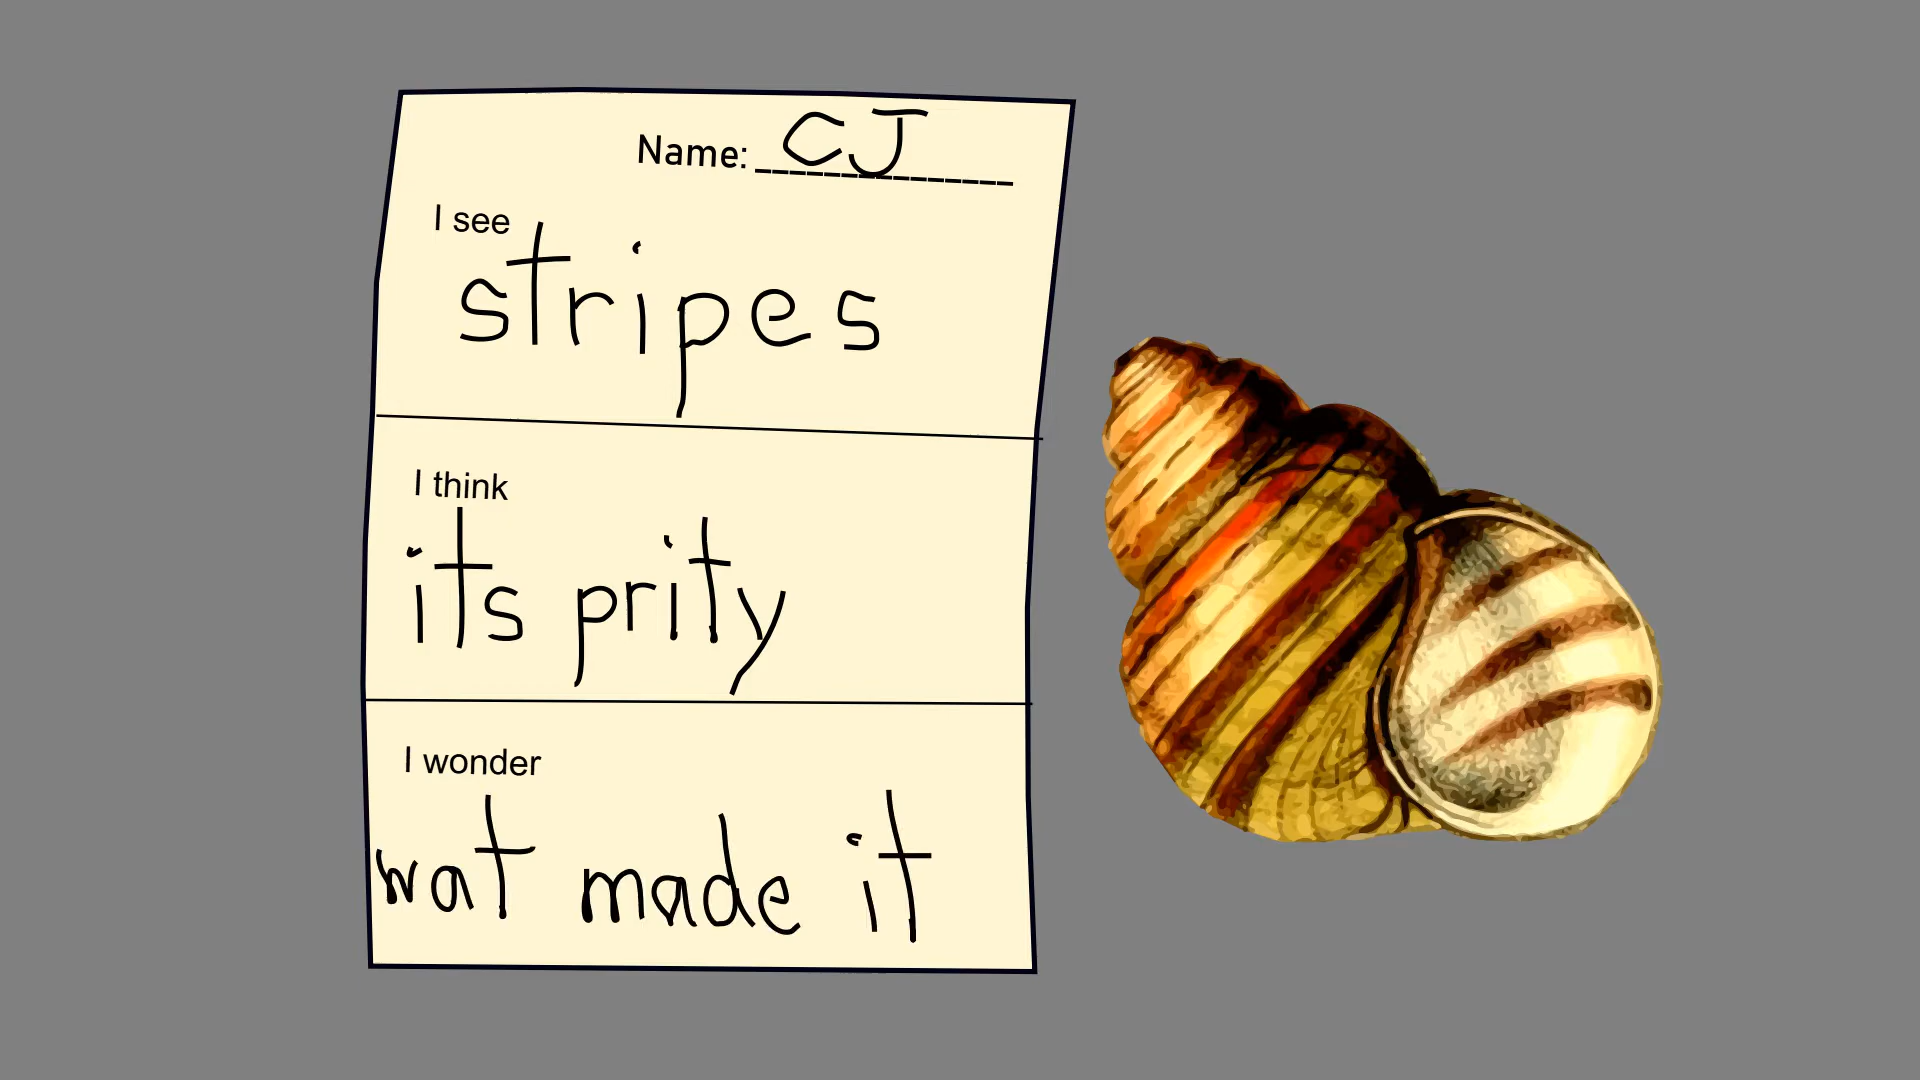 Name: CJ
I see
stripes
I think
its prity
I wonder
wat made it